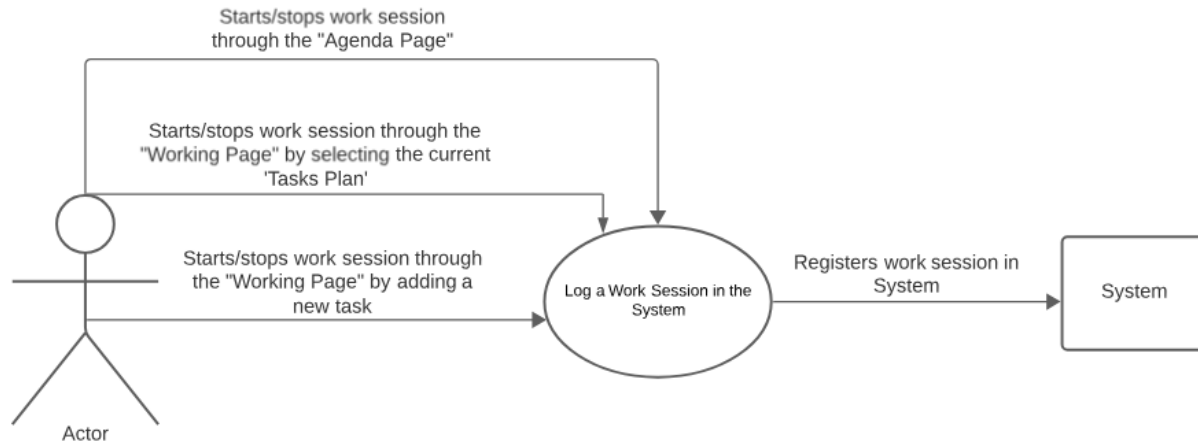 Starts/stops work session
through the "Agenda Page"
Starts/stops work session through the
"Working Page" by selecting the current
'Tasks Plan'
Starts/stops work session through
the "Working Page" by adding a
new task
Log a Work Session in the
System
Registers work session in
System
System
Actor